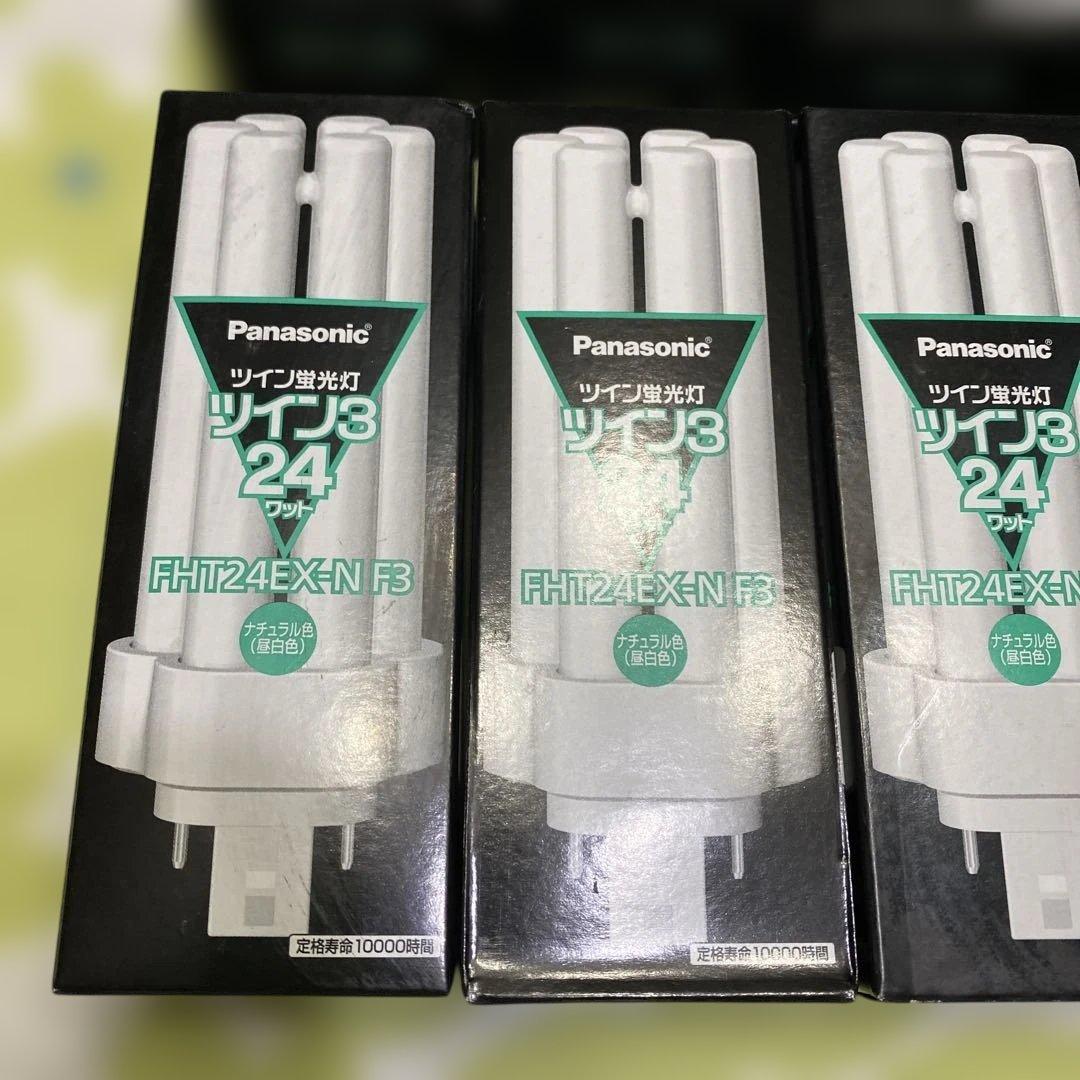 Panasonic®
ツイン蛍光灯
ツイン3
24
ワット
FHT24EX-N F3
ナチュラル色
(昼白色)
定格寿命10000時間
Panasonic®
ツイン蛍光灯
ツイン3
24
FHT24EX-N F3
ナチュラル色
(昼白色)
定格寿命10000時間
Panasonic®
ツイン蛍光灯
ツイン3
24
ワット
FHT24EX-N
ナチュラル色
(昼白色)